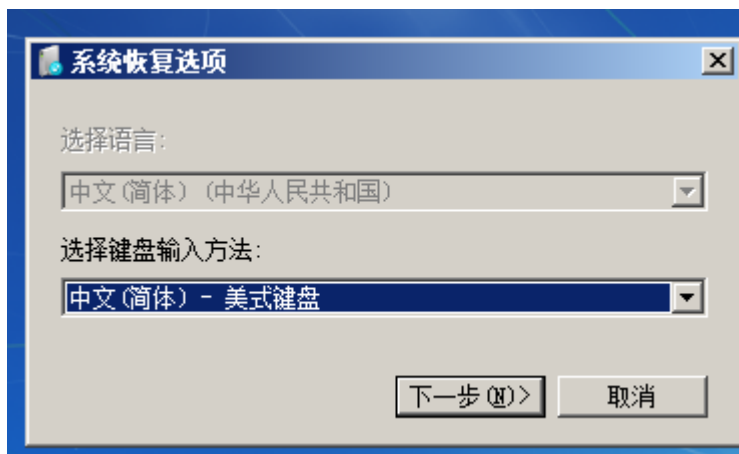 系统恢复选项
选择语言:
中文(简体) (中华人民共和国)
选择键盘输入方法:
中文(简体) - 美式键盘
下一步(N)>
取消